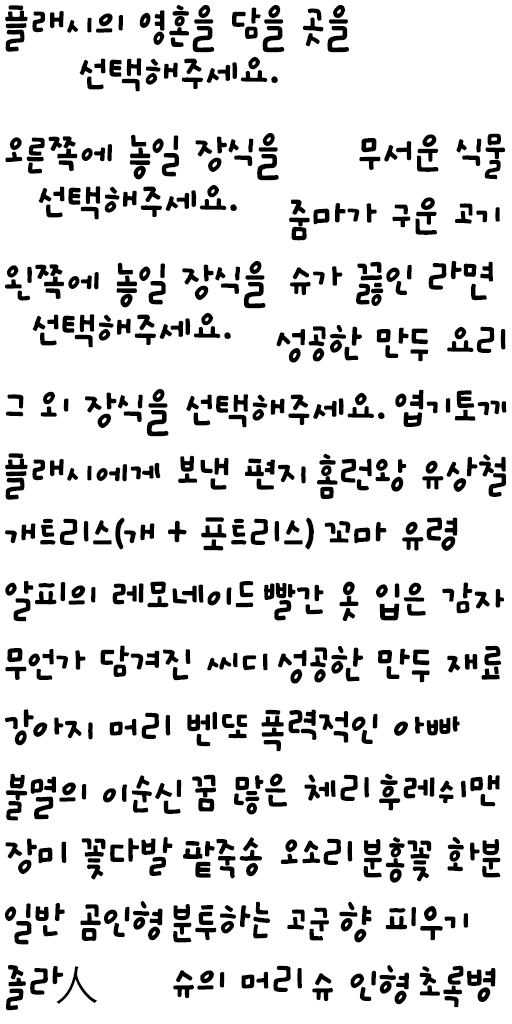 플래시의 영혼을 담을 곳을
선택해주세요.
오른쪽에 놓일 장식을 무서운 식물
선택해주세요. 줌마가 구운 고기
왼쪽에 놓일 장식을 슈가 끓인 라면
선택해주세요. 성공한 만두 요리
그 외 장식을 선택해주세요. 엽기토끼
플래시에게 보낸 편지 홈런왕 유상철
개트리스(개 + 포트리스) 꼬마 유령
알피의 레모네이드 빨간 옷 입은 감자
무언가 담겨진 씨디 성공한 만두 재료
강아지 머리 벤또 폭력적인 아빠
불멸의 이순신 꿈 많은 체리 후레쉬맨
장미 꽃다발 팥죽송 오소리 분홍꽃 화분
일반 곰인형 분투하는 고군 향 피우기
졸라人 슈의 머리 슈 인형 초록병